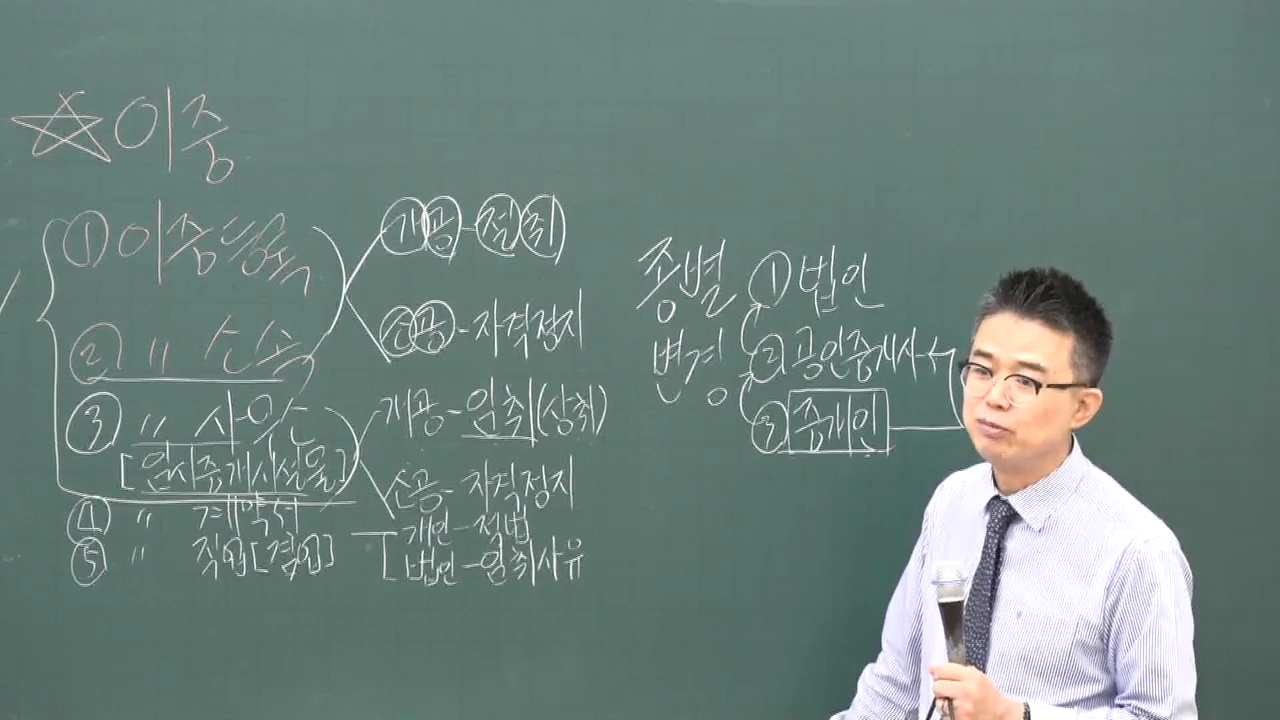 ☆이중
①이중등록
② 〃 소속
③ 〃 사무소
[임시중개시설물]
④ 〃 계약서
⑤ 〃 직업[겸업]
개공-절취
소공-자격정지
개공-임취(상취)
소공-자격정지
개인-적법
[법인-임취사유
종별 ①법인
변경 ②공인중개사
③중개인